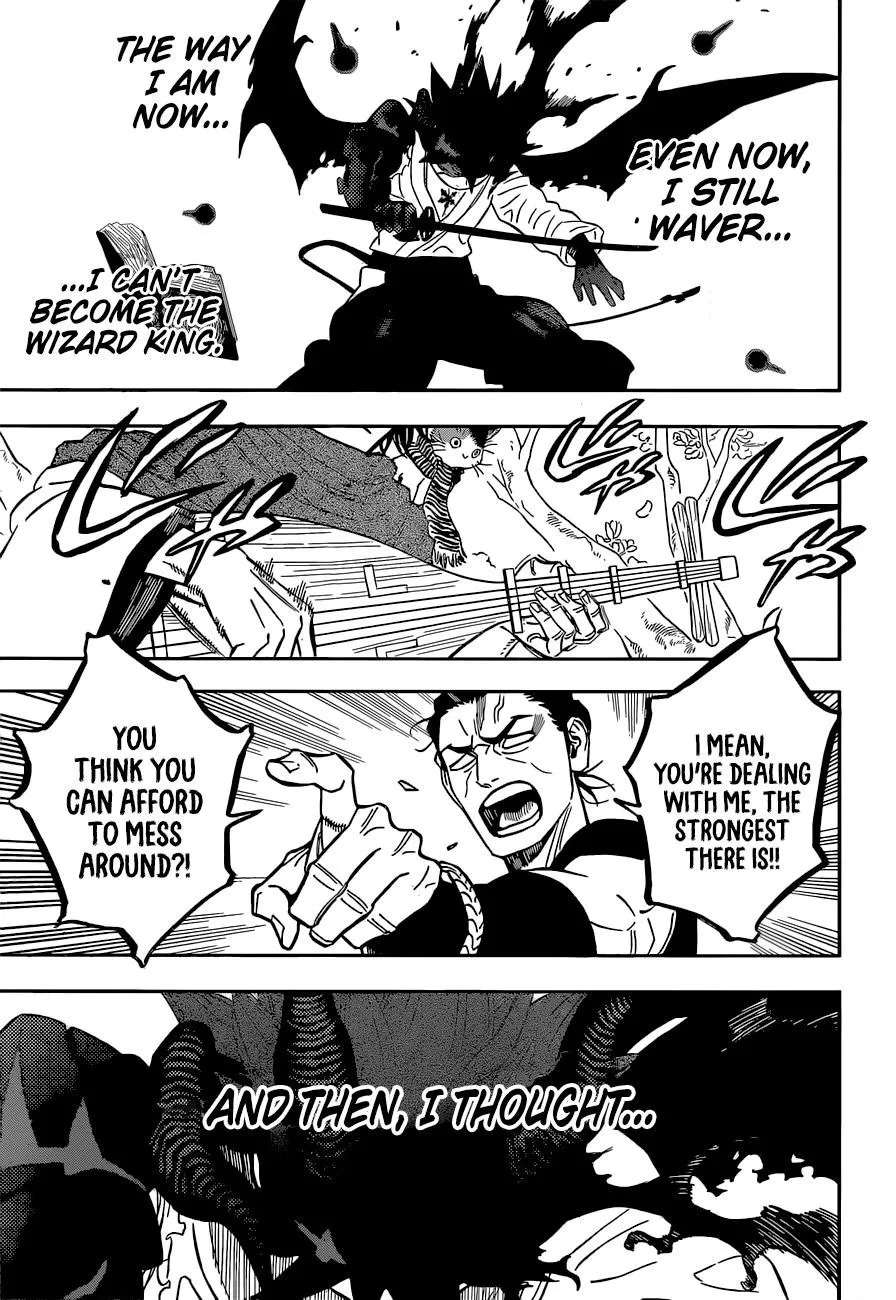 EVEN NOW,
I STILL
WAVER...
THE WAY
I AM
NOW...
...I CAN'T
BECOME THE
WIZARD KING.
I MEAN,
YOU'RE DEALING
WITH ME, THE
STRONGEST
THERE IS!!
YOU
THINK YOU
CAN AFFORD
TO MESS
AROUND?!
AND THEN, I THOUGHT...